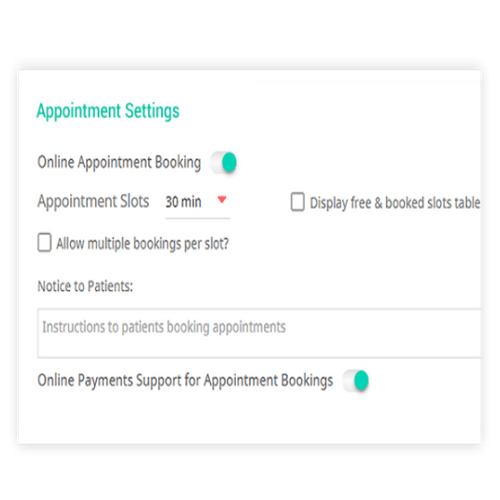 Appointment Settings
Online Appointment Booking
Appointment Slots 30 min Display free & booked slots table
Allow multiple bookings per slot?
Notice to Patients:
Instructions to patients booking appointments
Online Payments Support for Appointment Bookings